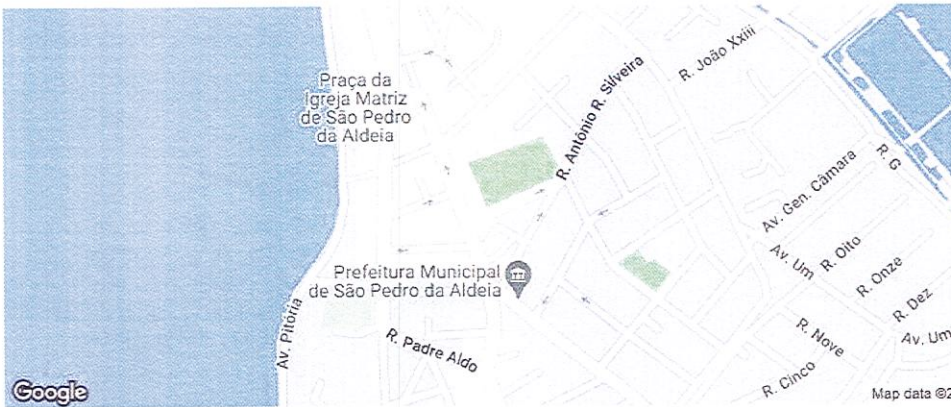 R. João Xxiii
R. Antônio R. Silveira
Praça da
Igreja Matriz
de São Pedro
da Aldeia
R. G
Av. Gen. Câmara
Av. Um
R. Oito
R. Onze
R. Dez
Prefeitura Municipal
de São Pedro da Aldeia
Av. Pitória
R. Padre Aldo
R. Nove
Av. Um
R. Cinco
Google
Map data ©2